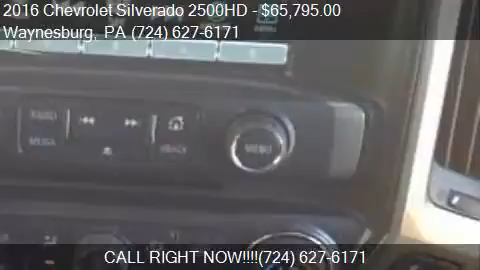 2016 Chevrolet Silverado 2500HD - $65,795.00
Waynesburg, PA (724) 627-6171
RADIO
MEDIA
BACK
MENU
CALL RIGHT NOW!!!!(724) 627-6171